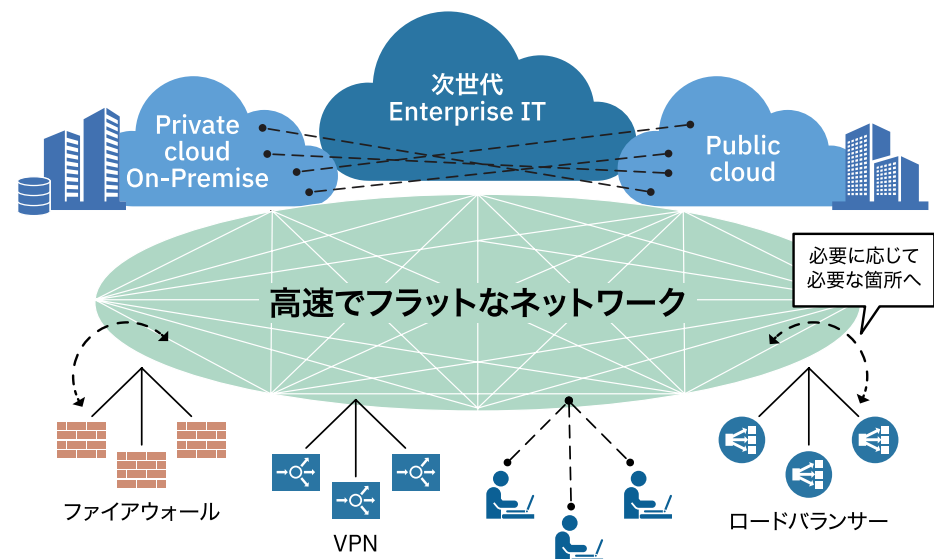 次世代
Enterprise IT
Private
cloud
On-Premise
Public
cloud
必要に応じて
必要な箇所へ
高速でフラットなネットワーク
ファイアウォール
VPN
ロードバランサー